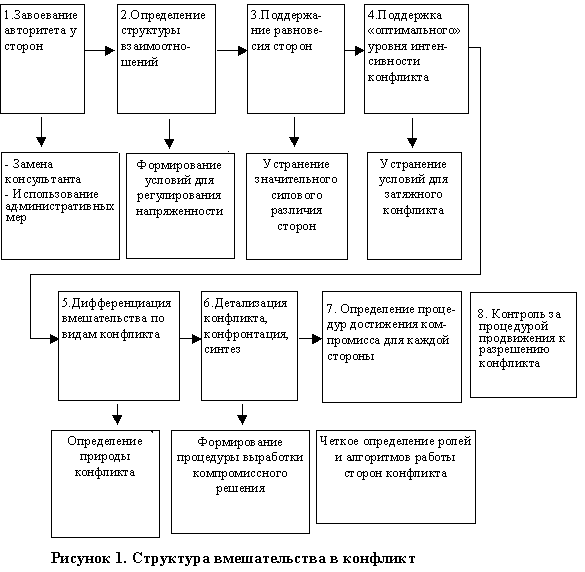 1.Завоевание
авторитета у
сторон
2.Определение
структуры
взаимоотно-
шений
3.Поддержа-
ние равнове-
сия сторон
4.Поддержка
«оптимального»
уровня интен-
сивности
конфликта
- Замена
консультанта
- Использование
административных
мер
Формирование
условий для
регулирования
напряженности
Устранение
значительного
силового
различия
сторон
Устранение
условий для
затяжного
конфликта
5.Дифференциация
вмешательства по
видам конфликта
6.Детализация
конфликта,
конфронтация,
синтез
7. Определение проце-
дур достижения ком-
промисса для каждой
стороны
8. Контроль за
процедурой
продвижения к
разрешению
конфликта
Определение
природы
конфликта
Формирование
процедуры выработки
компромиссного
решения
Четкое определение ролей
и алгоритмов работы
сторон конфликта
Рисунок 1. Структура вмешательства в конфликт